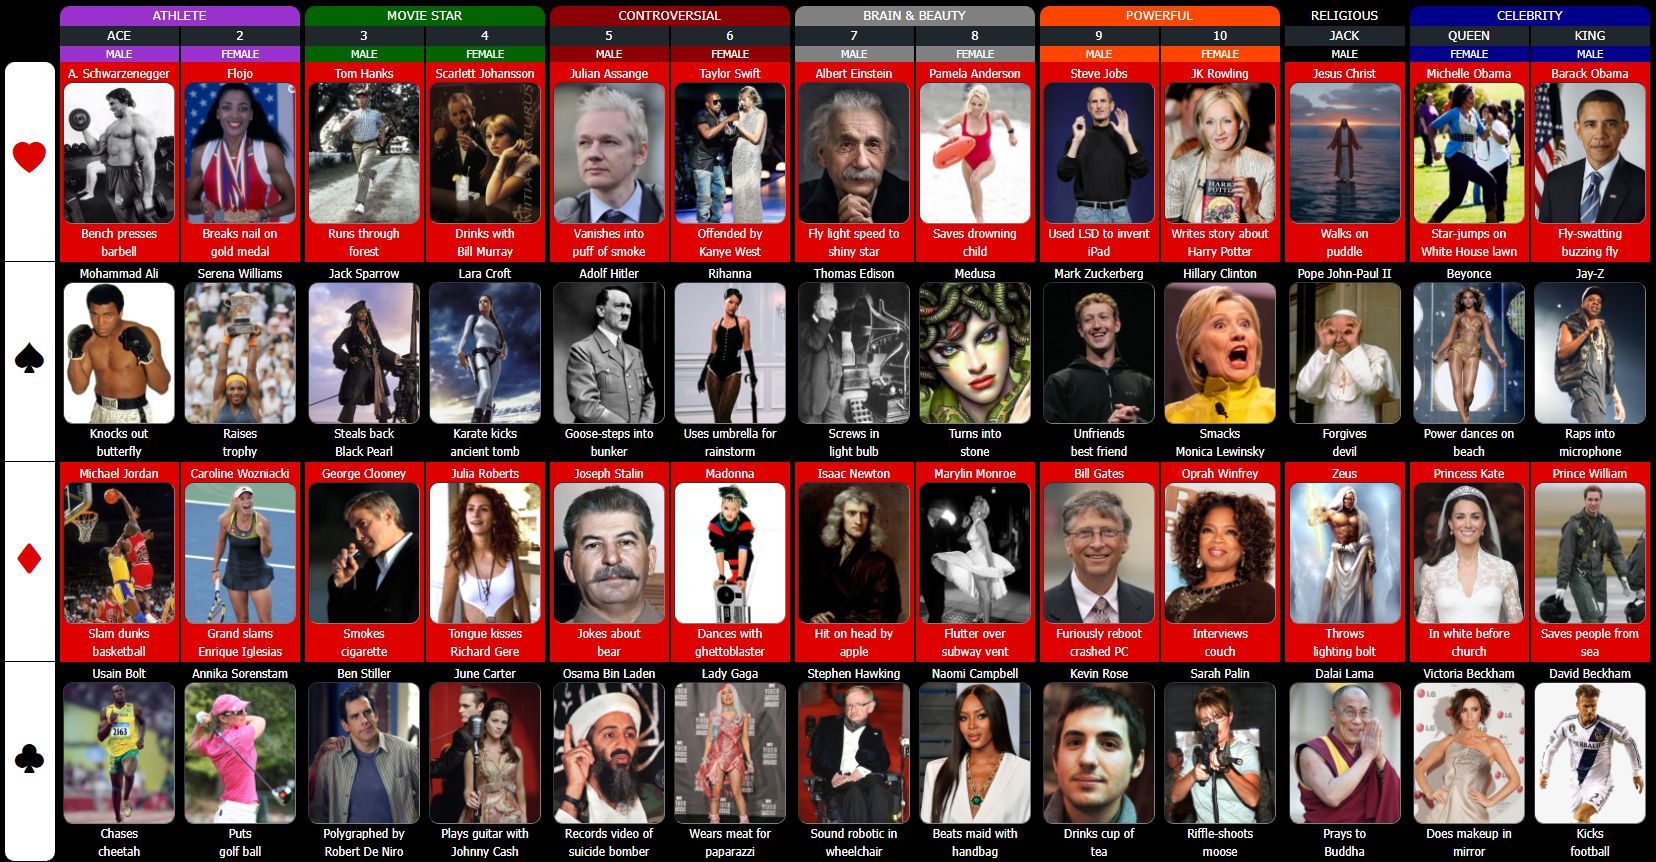 ATHLETE MOVIE STAR CONTROVERSIAL BRAIN & BEAUTY POWERFUL RELIGIOUS CELEBRITY
ACE 2 3 4 5 6 7 8 9 10 JACK QUEEN KING
MALE FEMALE MALE FEMALE MALE FEMALE MALE FEMALE MALE FEMALE MALE FEMALE MALE
A. Schwarzenegger Flojo Tom Hanks Scarlett Johansson Julian Assange Taylor Swift Albert Einstein Pamela Anderson Steve Jobs JK Rowling Jesus Christ Michelle Obama Barack Obama
HARRY
POTTER
Bench presses Breaks nail on Runs through Drinks with Vanishes into Offended by Fly light speed to Saves drowning Used LSD to invent Writes story about Walks on Star-jumps on Fly-swatting
barbell gold medal forest Bill Murray puff of smoke Kanye West shiny star child iPad Harry Potter puddle White House lawn buzzing fly
Mohammad Ali Serena Williams Jack Sparrow Lara Croft Adolf Hitler Rihanna Thomas Edison Medusa Mark Zuckerberg Hillary Clinton Pope John-Paul II Beyonce Jay-Z
Knocks out Raises Steals back Karate kicks Goose-steps into Uses umbrella for Screws in Turns into Unfriends Smacks Forgives Power dances on Raps into
butterfly trophy Black Pearl ancient tomb bunker rainstorm light bulb stone best friend Monica Lewinsky devil beach microphone
Michael Jordan Caroline Wozniacki George Clooney Julia Roberts Joseph Stalin Madonna Isaac Newton Marylin Monroe Bill Gates Oprah Winfrey Zeus Princess Kate Prince William
Slam dunks Grand slams Smokes Tongue kisses Jokes about Dances with Hit on head by Flutter over Furiously reboot Interviews Throws In white before Saves people from
basketball Enrique Iglesias cigarette Richard Gere bear ghettoblaster apple subway vent crashed PC couch lighting bolt church sea
Usain Bolt Annika Sorenstam Ben Stiller June Carter Osama Bin Laden Lady Gaga Stephen Hawking Naomi Campbell Kevin Rose Sarah Palin Dalai Lama Victoria Beckham David Beckham
2163
LG
HERBALIFE
Chases Puts Polygraphed by Plays guitar with Records video of Wears meat for Sound robotic in Beats maid with Drinks cup of Riffle-shoots Prays to Does makeup in Kicks
cheetah golf ball Robert De Niro Johnny Cash suicide bomber paparazzi wheelchair handbag tea moose Buddha mirror football